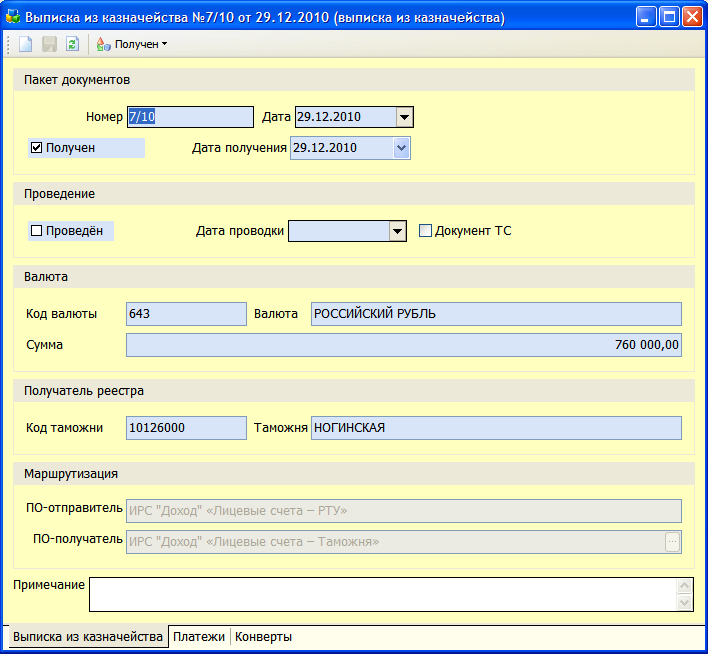 Выписка из казначейства №7/10 от 29.12.2010 (выписка из казначества)
Получен
Пакет документов
Номер 7/10 Дата 29.12.2010
Получен Дата получения 29.12.2010
Проведение
Проведён Дата проводки Документ ТС
Валюта
Код валюты 643 Валюта РОССИЙСКИЙ РУБЛЬ
Сумма 760 000,00
Получатель реестра
Код таможни 10126000 Таможня НОГИНСКАЯ
Маршрутизация
ПО-отправитель ИРС "Доход" «Лицевые счета – РТУ»
ПО-получатель ИРС "Доход" «Лицевые счета – Таможня» ...
Примечание
Выписка из казначейства Платежи Конверты